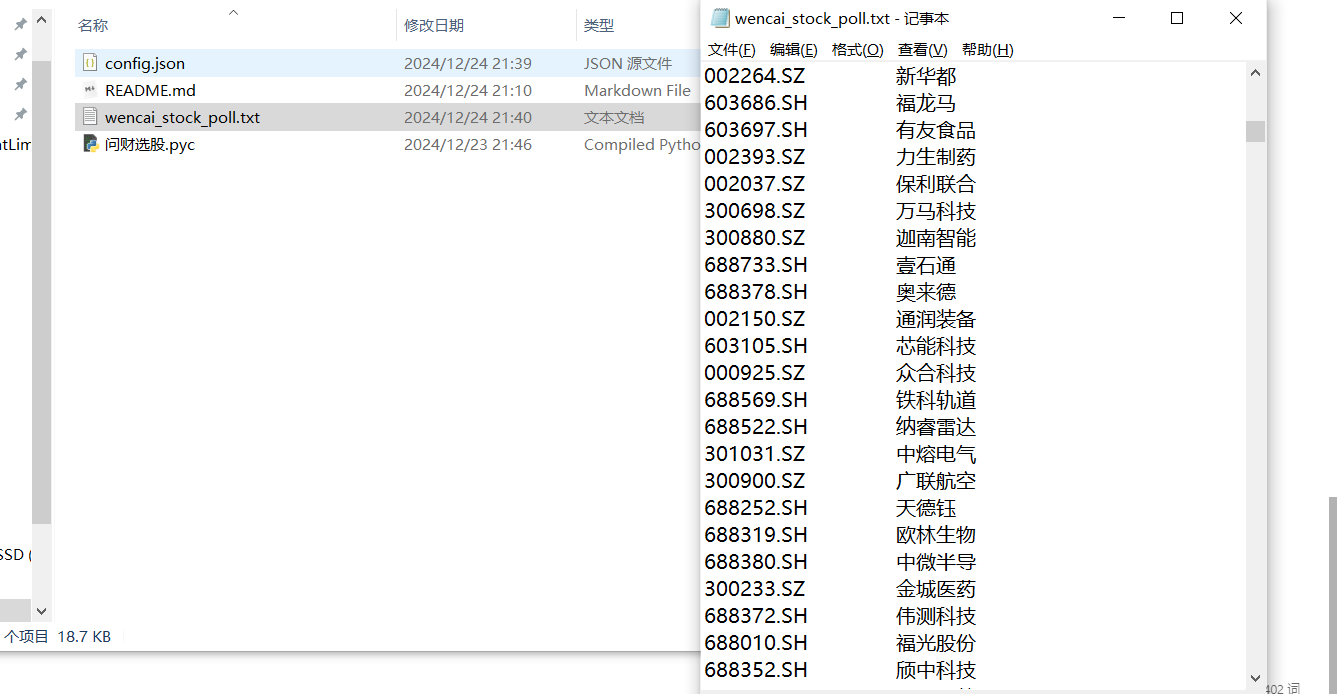 名称 修改日期 类型
config.json 2024/12/24 21:39 JSON 源文件
README.md 2024/12/24 21:10 Markdown File
wencai_stock_poll.txt 2024/12/24 21:40 文本文档
问财选股.pyc 2024/12/23 21:46 Compiled Pytho
tLim
SSD (
个项目 18.7 KB
wencai_stock_poll.txt - 记事本
文件(F) 编辑(E) 格式(O) 查看(V) 帮助(H)
002264.SZ 新华都
603686.SH 福龙马
603697.SH 有友食品
002393.SZ 力生制药
002037.SZ 保利联合
300698.SZ 万马科技
300880.SZ 迦南智能
688733.SH 壹石通
688378.SH 奥来德
002150.SZ 通润装备
603105.SH 芯能科技
000925.SZ 众合科技
688569.SH 铁科轨道
688522.SH 纳睿雷达
301031.SZ 中熔电气
300900.SZ 广联航空
688252.SH 天德钰
688319.SH 欧林生物
688380.SH 中微半导
300233.SZ 金城医药
688372.SH 伟测科技
688010.SH 福光股份
688352.SH 颀中科技
402 词